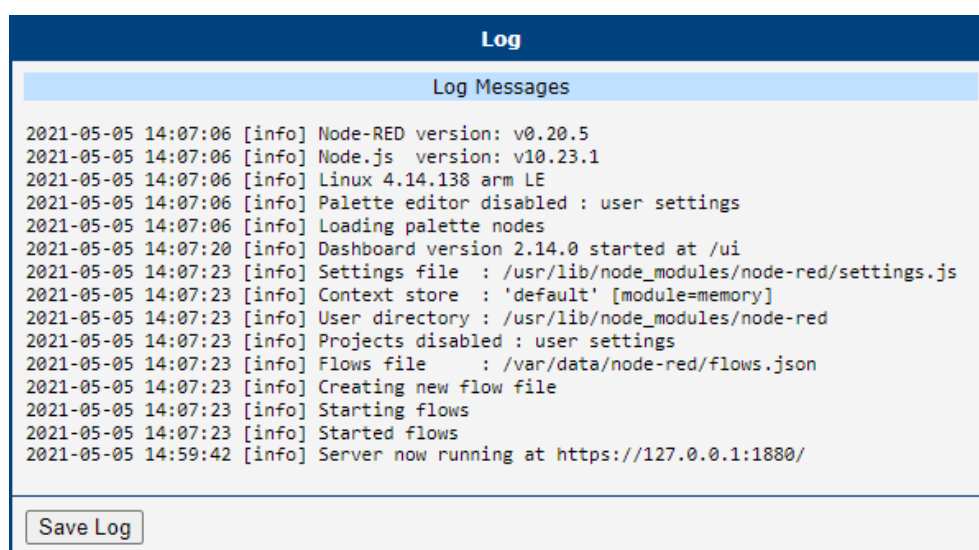 Log
Log Messages
2021-05-05 14:07:06 [info] Node-RED version: v0.20.5
2021-05-05 14:07:06 [info] Node.js  version: v10.23.1
2021-05-05 14:07:06 [info] Linux 4.14.138 arm LE
2021-05-05 14:07:06 [info] Palette editor disabled : user settings
2021-05-05 14:07:06 [info] Loading palette nodes
2021-05-05 14:07:20 [info] Dashboard version 2.14.0 started at /ui
2021-05-05 14:07:23 [info] Settings file  : /usr/lib/node_modules/node-red/settings.js
2021-05-05 14:07:23 [info] Context store  : 'default' [module=memory]
2021-05-05 14:07:23 [info] User directory : /usr/lib/node_modules/node-red
2021-05-05 14:07:23 [info] Projects disabled : user settings
2021-05-05 14:07:23 [info] Flows file     : /var/data/node-red/flows.json
2021-05-05 14:07:23 [info] Creating new flow file
2021-05-05 14:07:23 [info] Starting flows
2021-05-05 14:07:23 [info] Started flows
2021-05-05 14:59:42 [info] Server now running at https://127.0.0.1:1880/
Save Log